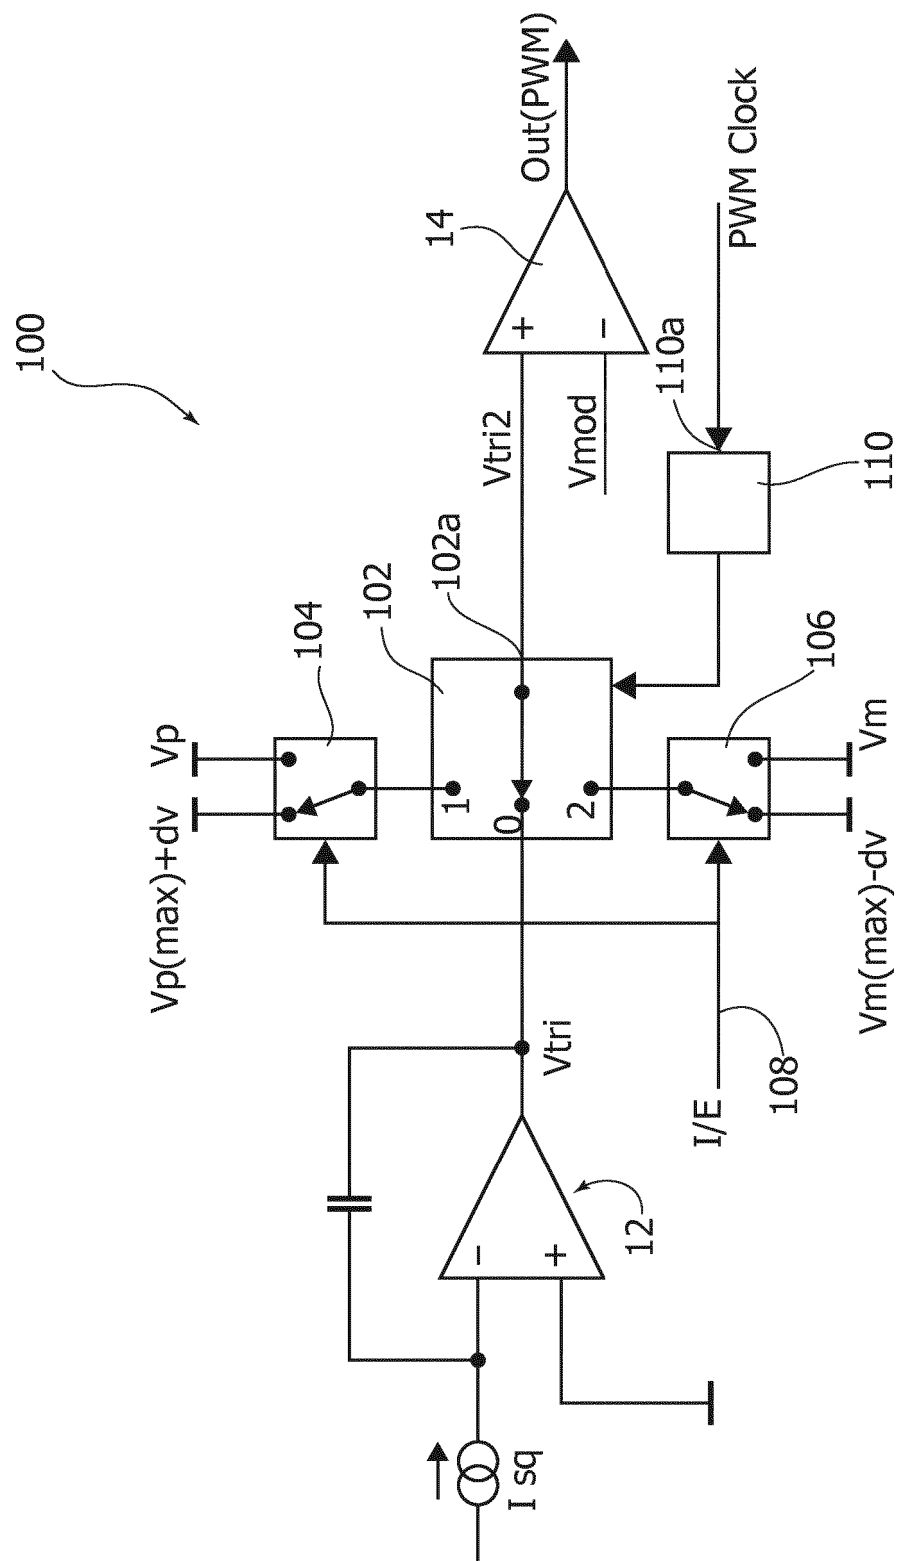 100
Vp(max)+dv
Vp
104
102
102a
Vtri2
14
Out(PWM)
+
-
Vmod
1
0
2
I sq
-
+
12
Vtri
I/E
108
106
Vm(max)-dv
Vm
110a
110
PWM Clock